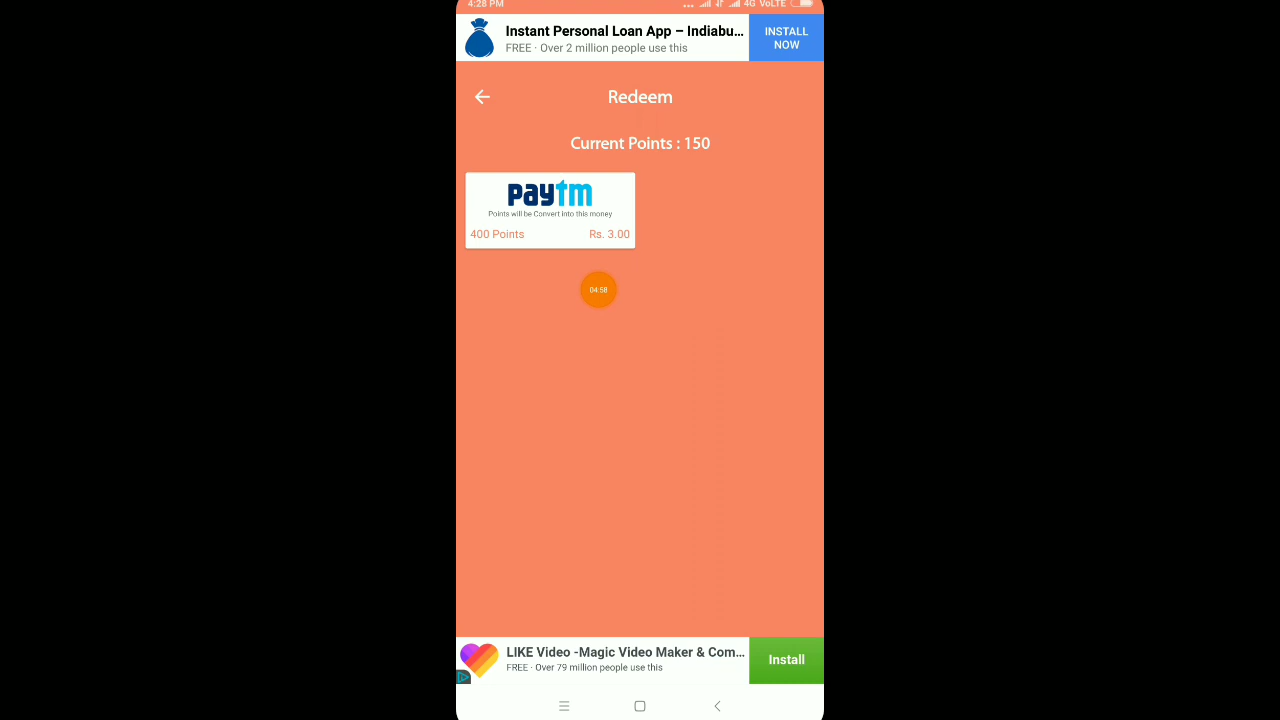 4:28 PM 4G VoLTE
Instant Personal Loan App – Indiabu...
FREE · Over 2 million people use this
INSTALL
NOW
Redeem
Current Points : 150
paytm
Points will be Convert into this money
400 Points Rs. 3.00
04:58
LIKE Video -Magic Video Maker & Com...
FREE · Over 79 million people use this
Install